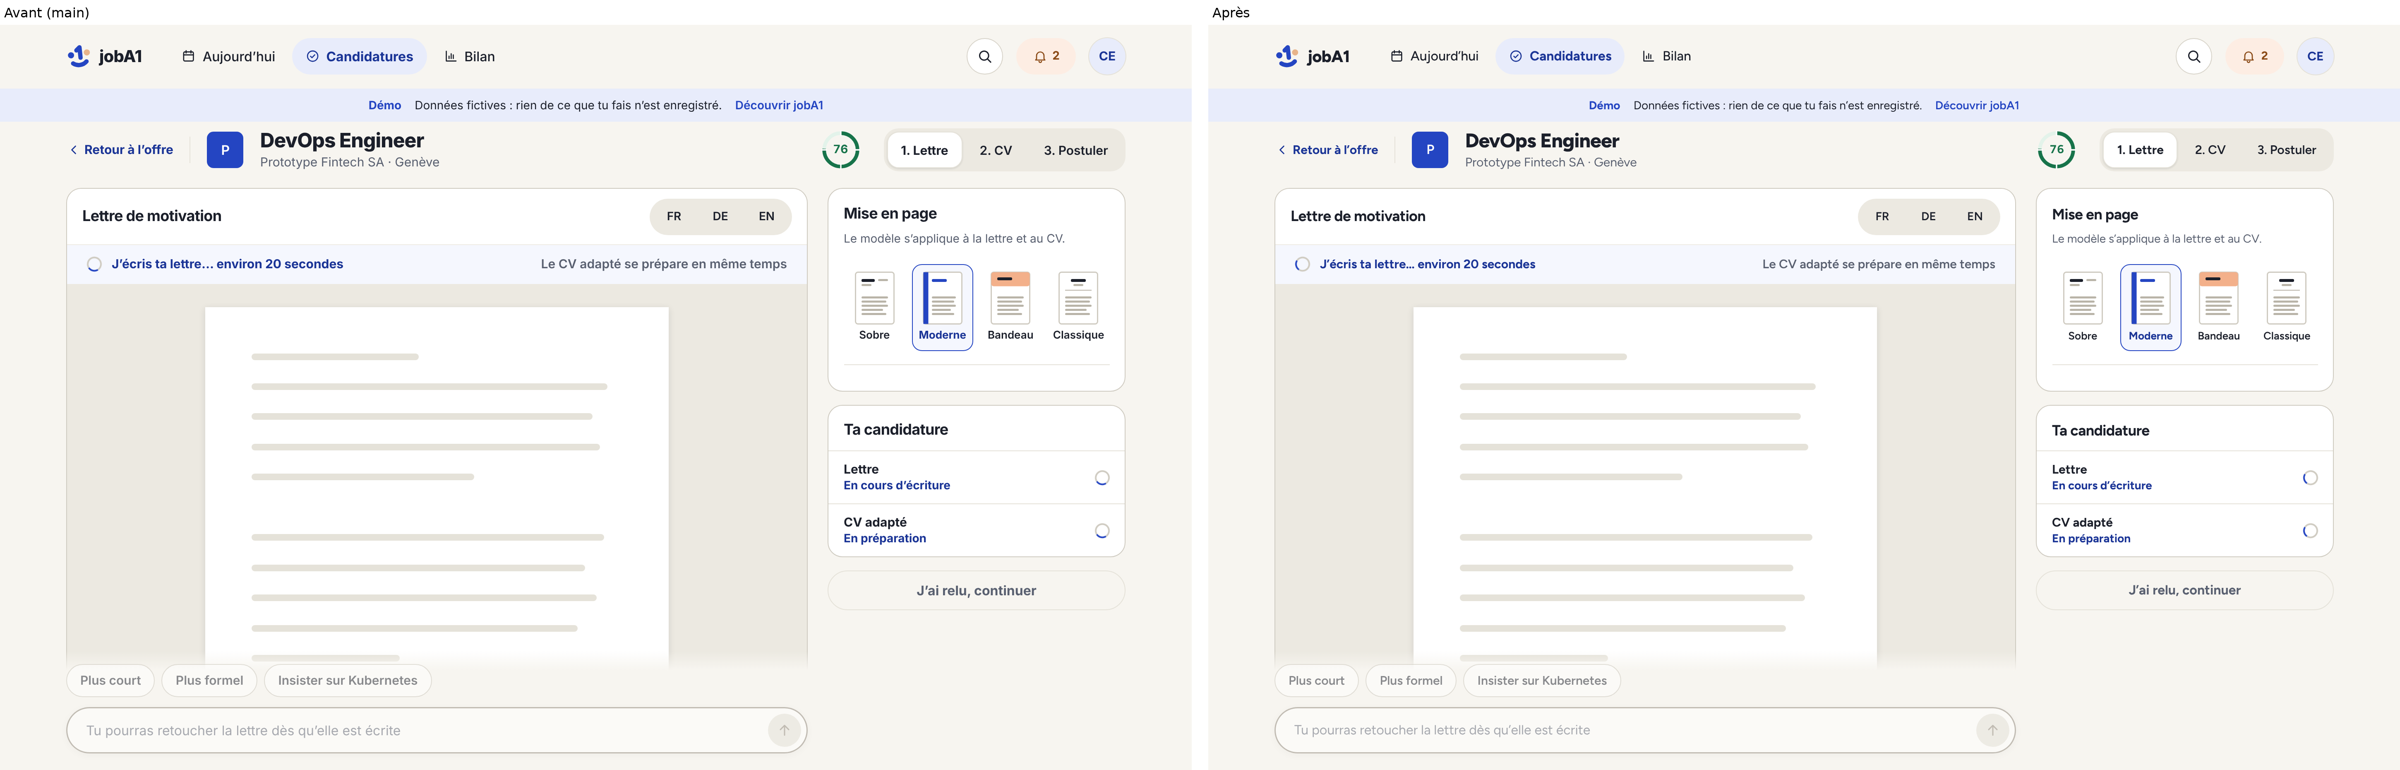 Avant (main)
jobA1
Aujourd'hui
Candidatures
Bilan
2
CE
Démo Données fictives : rien de ce que tu fais n’est enregistré. Découvrir jobA1
Retour à l’offre
P
DevOps Engineer
Prototype Fintech SA · Genève
76
1. Lettre
2. CV
3. Postuler
Lettre de motivation
FR
DE
EN
J’écris ta lettre… environ 20 secondes
Le CV adapté se prépare en même temps
Plus court
Plus formel
Insister sur Kubernetes
Tu pourras retoucher la lettre dès qu’elle est écrite
Mise en page
Le modèle s’applique à la lettre et au CV.
Sobre
Moderne
Bandeau
Classique
Ta candidature
Lettre
En cours d’écriture
CV adapté
En préparation
J’ai relu, continuer
Après
jobA1
Aujourd'hui
Candidatures
Bilan
2
CE
Démo Données fictives : rien de ce que tu fais n’est enregistré. Découvrir jobA1
Retour à l’offre
P
DevOps Engineer
Prototype Fintech SA · Genève
76
1. Lettre
2. CV
3. Postuler
Lettre de motivation
FR
DE
EN
J’écris ta lettre… environ 20 secondes
Le CV adapté se prépare en même temps
Plus court
Plus formel
Insister sur Kubernetes
Tu pourras retoucher la lettre dès qu’elle est écrite
Mise en page
Le modèle s’applique à la lettre et au CV.
Sobre
Moderne
Bandeau
Classique
Ta candidature
Lettre
En cours d’écriture
CV adapté
En préparation
J’ai relu, continuer